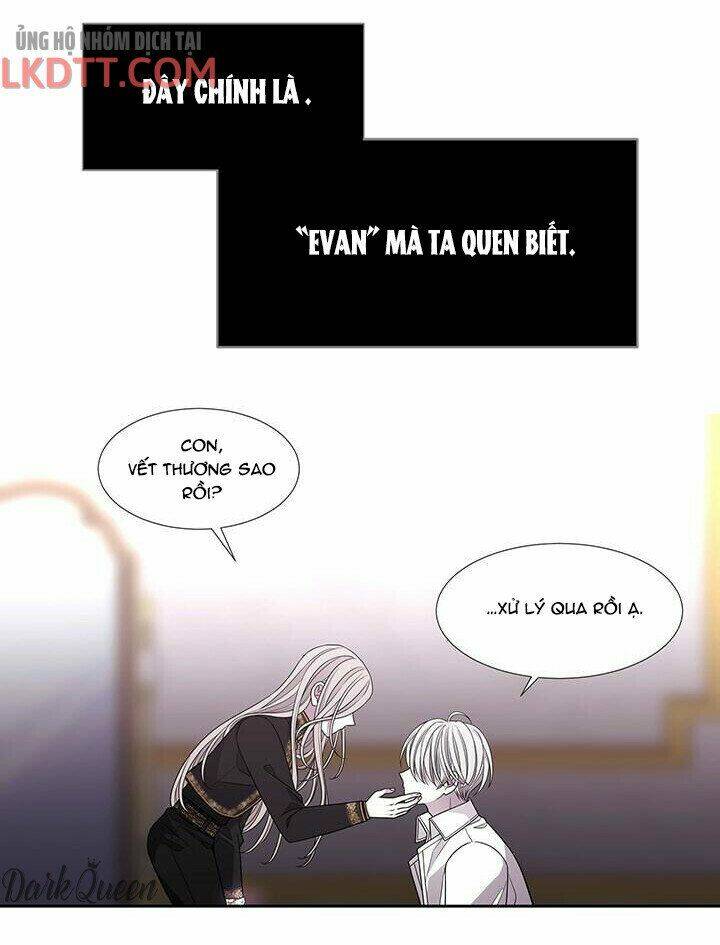 ỦNG HỘ NHÓM DỊCH TẠI
LKDTT.COM
ĐÂY CHÍNH LÀ .
“EVAN” MÀ TA QUEN BIẾT.
CON,
VẾT THƯƠNG SAO
RỒI?
...XỬ LÝ QUA RỒI Ạ.
DarkQueen